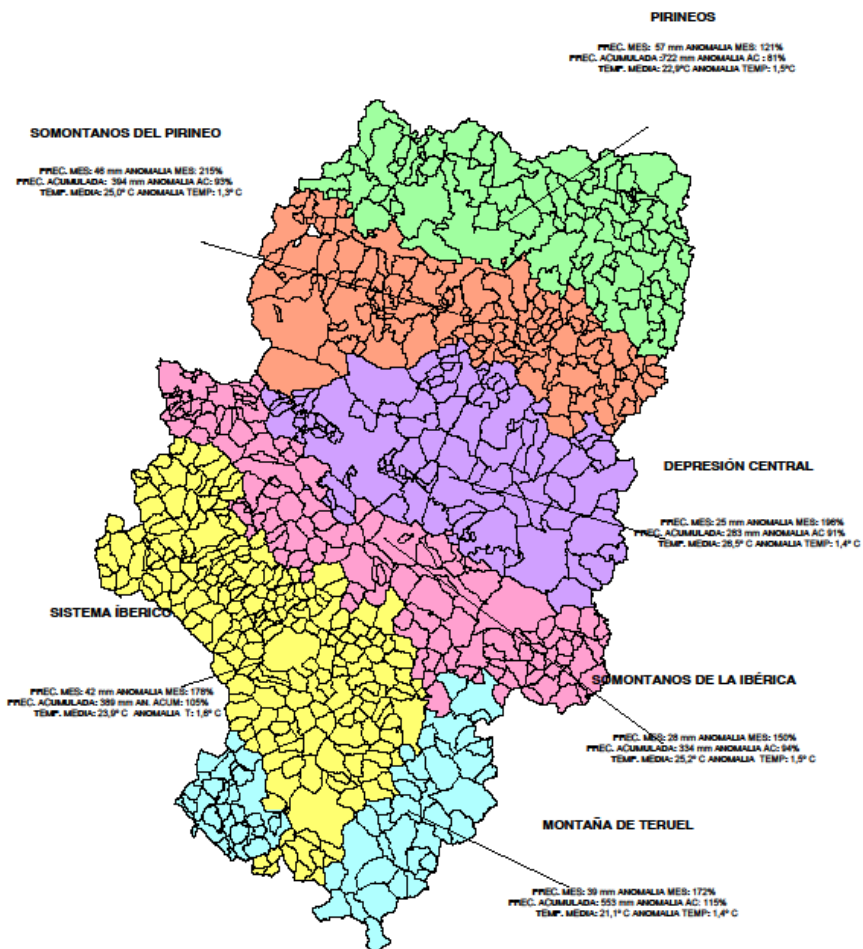 PIRINEOS
PREC. MES: 57 mm ANOMALIA MES: 121%
PREC. ACUMULADA :722 mm ANOMALIA AC : 81%
TEMP. MEDIA: 22,9ºC ANOMALIA TEMP: 1,5ºC
SOMONTANOS DEL PIRINEO
PREC. MES: 46 mm ANOMALIA MES: 215%
PREC. ACUMULADA: 394 mm ANOMALIA AC: 93%
TEMP. MEDIA: 25,0º C ANOMALIA TEMP: 1,3º C
DEPRESIÓN CENTRAL
PREC. MES: 25 mm ANOMALIA MES: 196%
PREC. ACUMULADA: 283 mm ANOMALIA AC 91%
TEMP. MEDIA: 26,5º C ANOMALIA TEMP: 1,4º C
SISTEMA ÍBERICO
PREC. MES: 42 mm ANOMALIA MES: 178%
PREC. ACUMULADA: 389 mm AN. ACUM: 105%
TEMP. MEDIA: 23,9º C ANOMALIA T: 1,6º C
SOMONTANOS DE LA IBÉRICA
PREC. MES: 28 mm ANOMALIA MES: 150%
PREC. ACUMULADA: 334 mm ANOMALIA AC: 94%
TEMP. MEDIA: 25,2º C ANOMALIA TEMP: 1,5º C
MONTAÑA DE TERUEL
PREC. MES: 39 mm ANOMALIA MES: 172%
PREC. ACUMULADA: 553 mm ANOMALIA AC: 115%
TEMP. MEDIA: 21,1º C ANOMALIA TEMP: 1,4º C